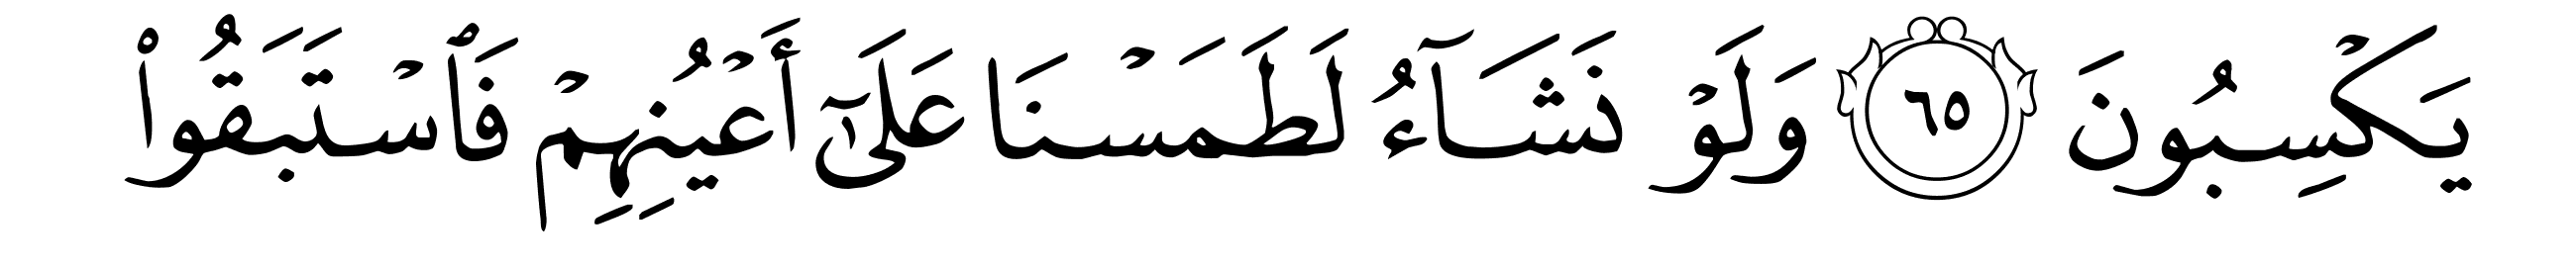 يَكْسِبُونَ ٦٥ وَلَوْ نَشَآءُ لَطَمَسْنَا عَلَىٰٓ أَعْيُنِهِمْ فَٱسْتَبَقُوا۟